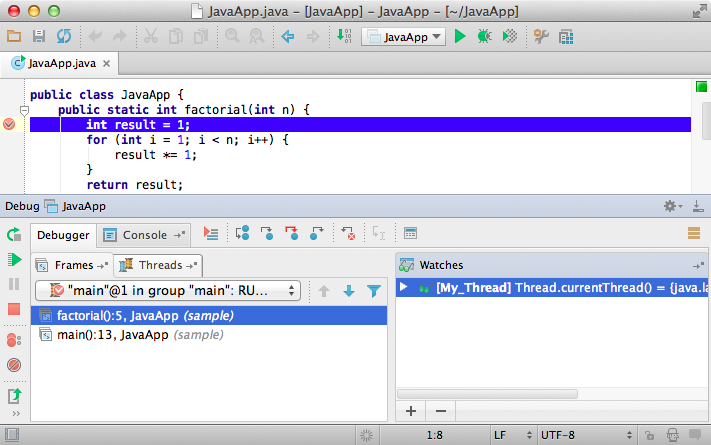 JavaApp.java – [JavaApp] – JavaApp – [~/JavaApp]
JavaApp
JavaApp.java
public class JavaApp {
public static int factorial(int n) {
int result = 1;
for (int i = 1; i < n; i++) {
result *= 1;
}
return result;
Debug JavaApp
Debugger Console
Frames Threads Watches
"main"@1 in group "main": RU...
[My_Thread] Thread.currentThread() = {java.la
factorial():5, JavaApp (sample)
main():13, JavaApp (sample)
1:8 LF UTF-8